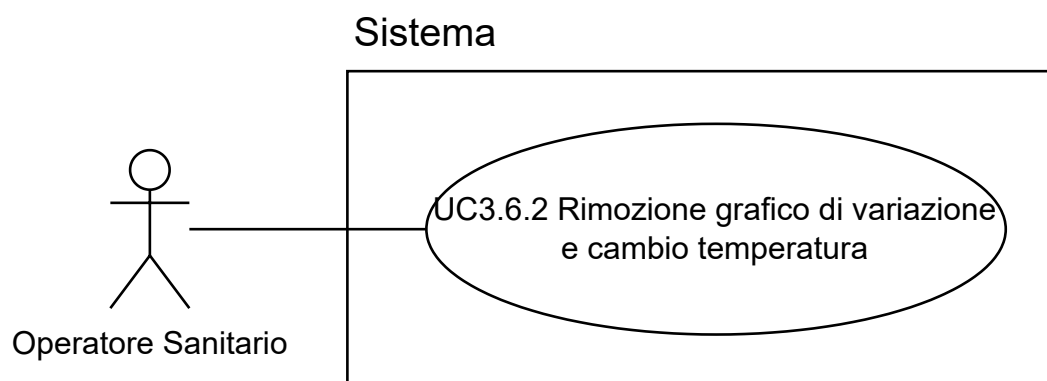 Sistema
UC3.6.2 Rimozione grafico di variazione
e cambio temperatura
Operatore Sanitario